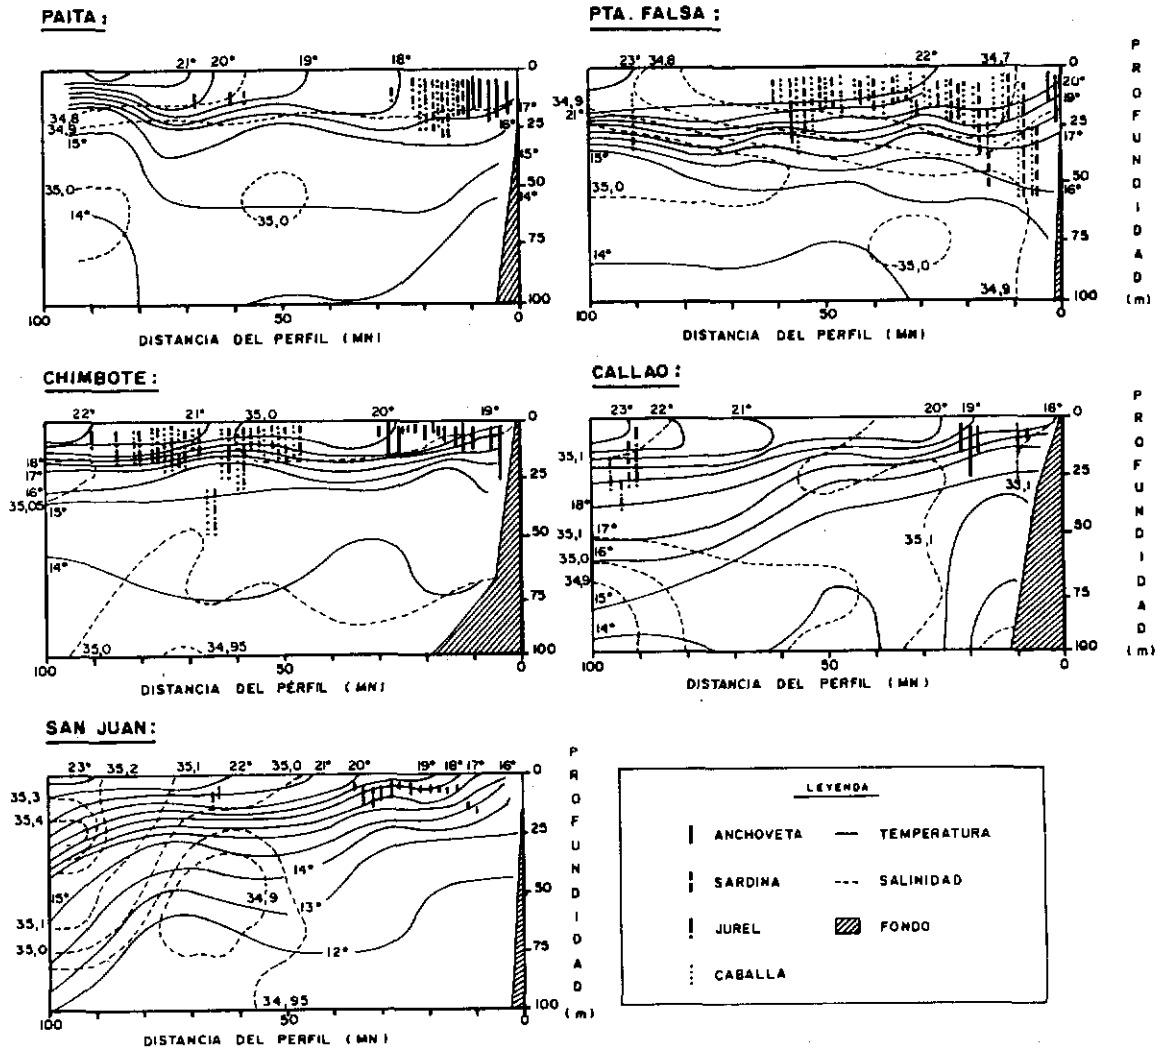 PAITA:
21° 20° 19° 18°
0
17°
34,8
34,9
25
16°
15°
15°
35,0
50
14°
35,0
14°
75
100
100 50 0
DISTANCIA DEL PERFIL (MN)
PTA. FALSA:
23° 34,8 22° 34,7
0
20°
34,9
19°
21°
25
17°
15°
50
35,0
16°
75
14°
35,0
34,9
100
100 50 0
DISTANCIA DEL PERFIL (MN)
PROFUNDIDAD
(m)
CHIMBOTE:
22° 21° 35,0 20° 19°
0
18°
17°
25
16°
35,05
15°
50
14°
75
35,0
34,95
100
100 50 0
DISTANCIA DEL PERFIL (MN)
CALLAO:
23° 22° 21° 20° 19° 18°
0
35,1
25
35,1
18°
17°
35,1
35,1
50
16°
35,0
34,9
15°
75
14°
100
100 50 0
DISTANCIA DEL PERFIL (MN)
PROFUNDIDAD
(m)
SAN JUAN:
23° 35,2 35,1 22° 35,0 21° 20° 19° 18° 17° 16°
0
35,3
35,4
25
14°
15°
34,9
13°
50
35,1
35,0
12°
75
34,95
100
100 50 0
DISTANCIA DEL PERFIL (MN)
PROFUNDIDAD
(m)
LEYENDA
ANCHOVETA TEMPERATURA
SARDINA SALINIDAD
JUREL FONDO
CABALLA